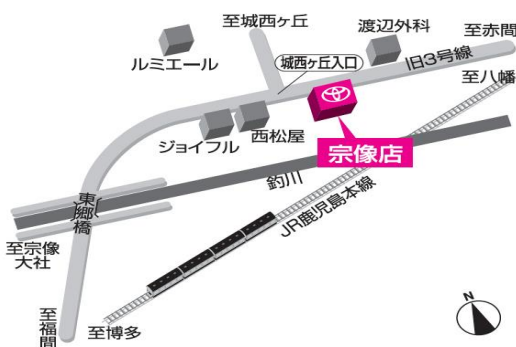 至城西ヶ丘
渡辺外科
至赤間
ルミエール
城西ヶ丘入口
旧3号線
至八幡
ジョイフル
西松屋
宗像店
釣川
東郷橋
JR鹿児島本線
至宗像
大社
至福間
至博多
N